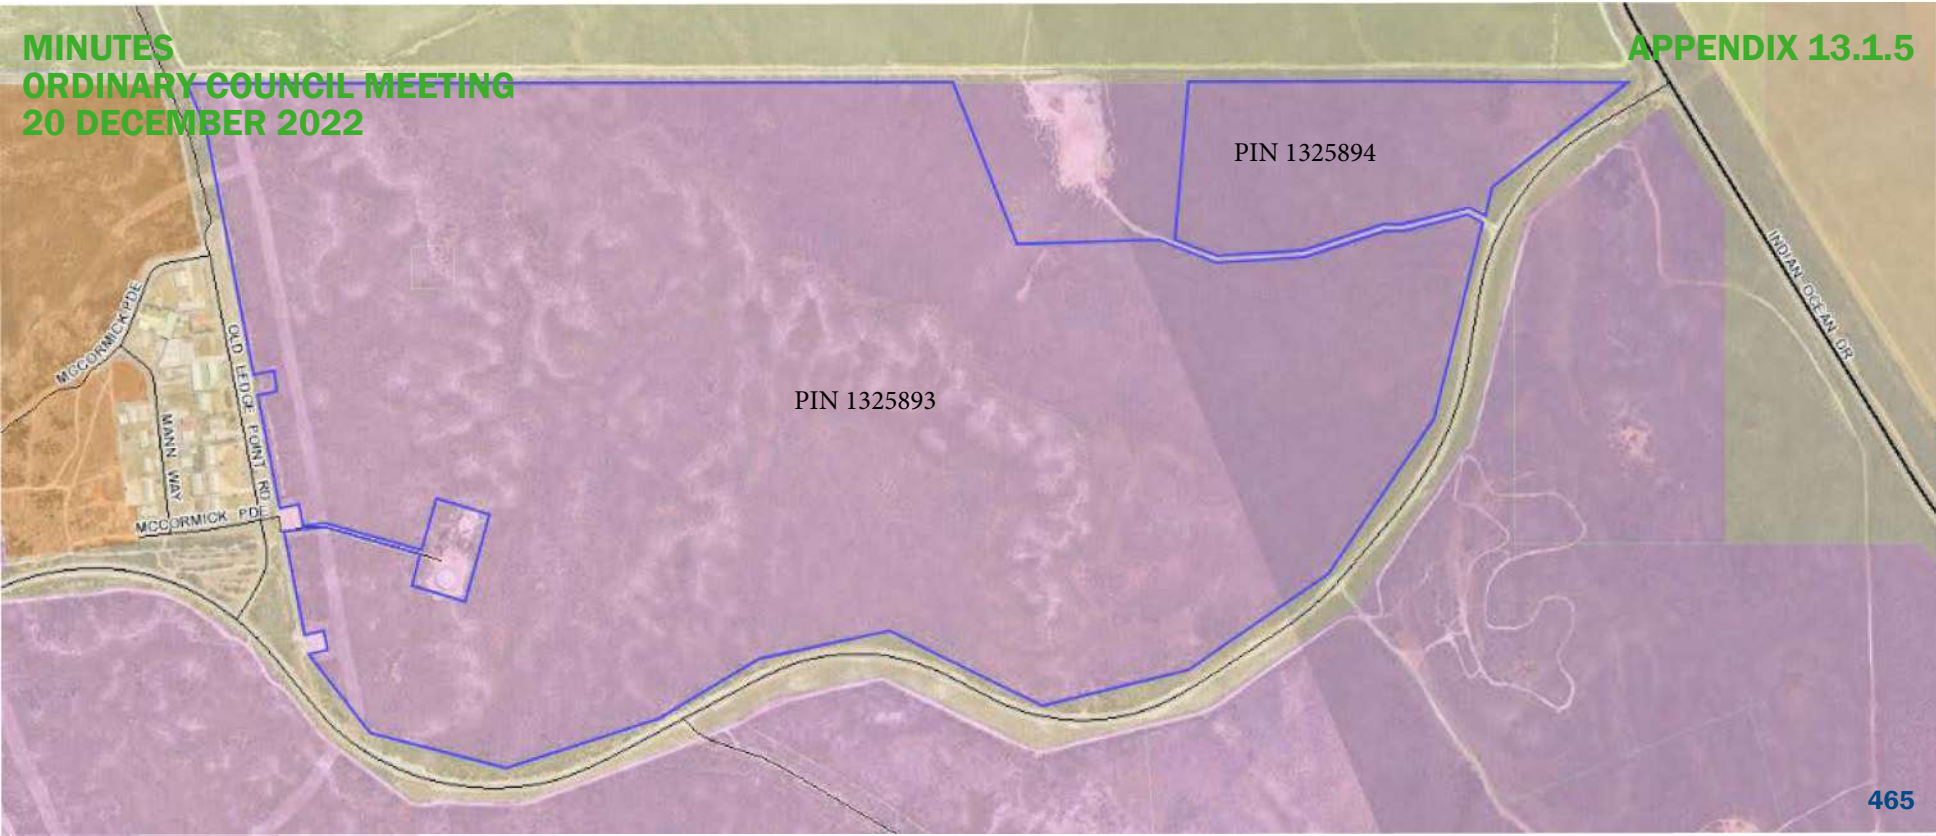 MINUTES
ORDINARY COUNCIL MEETING
20 DECEMBER 2022
APPENDIX 13.1.5
PIN 1325894
INDIAN OCEAN DR
MCCORMICK PDE
OLD LEDGE POINT RD
PIN 1325893
MANN WAY
MCCORMICK PDE
465